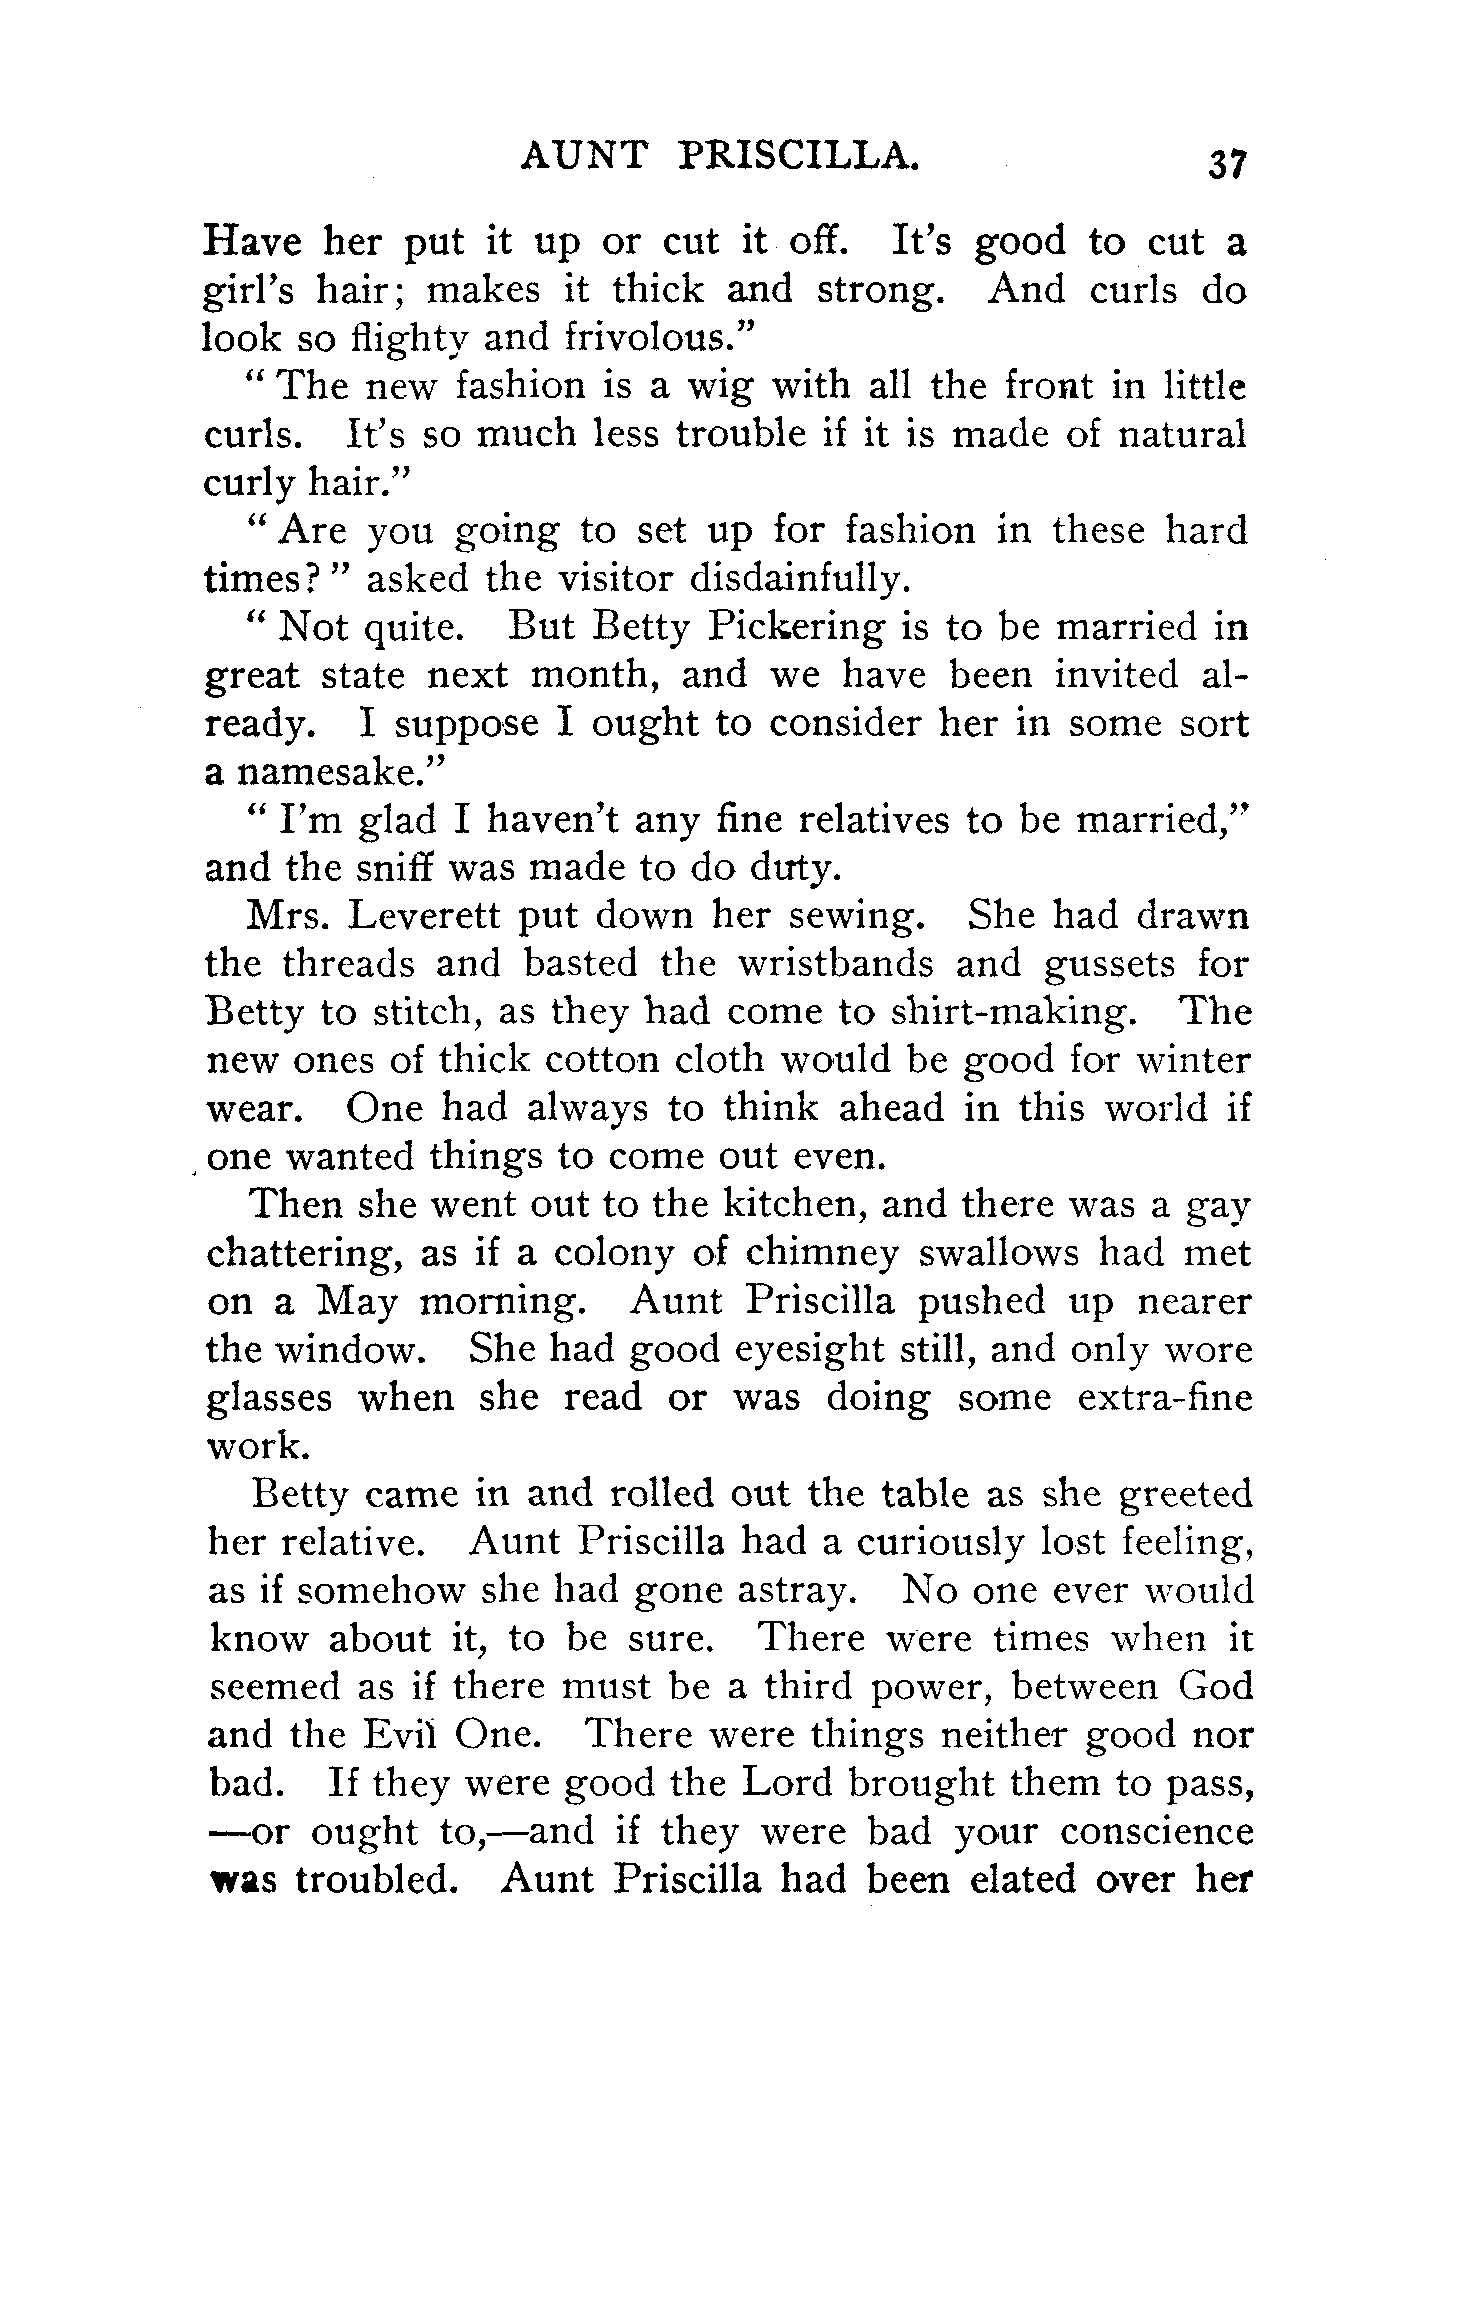 AUNT PRISCILLA. 37
Have her put it up or cut it off. It's good to cut a
girl's hair; makes it thick and strong. And curls do
look so flighty and frivolous."
" The new fashion is a wig with all the front in little
curls. It's so much less trouble if it is made of natural
curly hair."
" Are you going to set up for fashion in these hard
times? " asked the visitor disdainfully.
" Not quite. But Betty Pickering is to be married in
great state next month, and we have been invited al-
ready. I suppose I ought to consider her in some sort
a namesake."
" I'm glad I haven't any fine relatives to be married,"
and the sniff was made to do duty.
Mrs. Leverett put down her sewing. She had drawn
the threads and basted the wristbands and gussets for
Betty to stitch, as they had come to shirt-making. The
new ones of thick cotton cloth would be good for winter
wear. One had always to think ahead in this world if
one wanted things to come out even.
Then she went out to the kitchen, and there was a gay
chattering, as if a colony of chimney swallows had met
on a May morning. Aunt Priscilla pushed up nearer
the window. She had good eyesight still, and only wore
glasses when she read or was doing some extra-fine
work.
Betty came in and rolled out the table as she greeted
her relative. Aunt Priscilla had a curiously lost feeling,
as if somehow she had gone astray. No one ever would
know about it, to be sure. There were times when it
seemed as if there must be a third power, between God
and the Evil One. There were things neither good nor
bad. If they were good the Lord brought them to pass,
—or ought to,—and if they were bad your conscience
was troubled. Aunt Priscilla had been elated over her